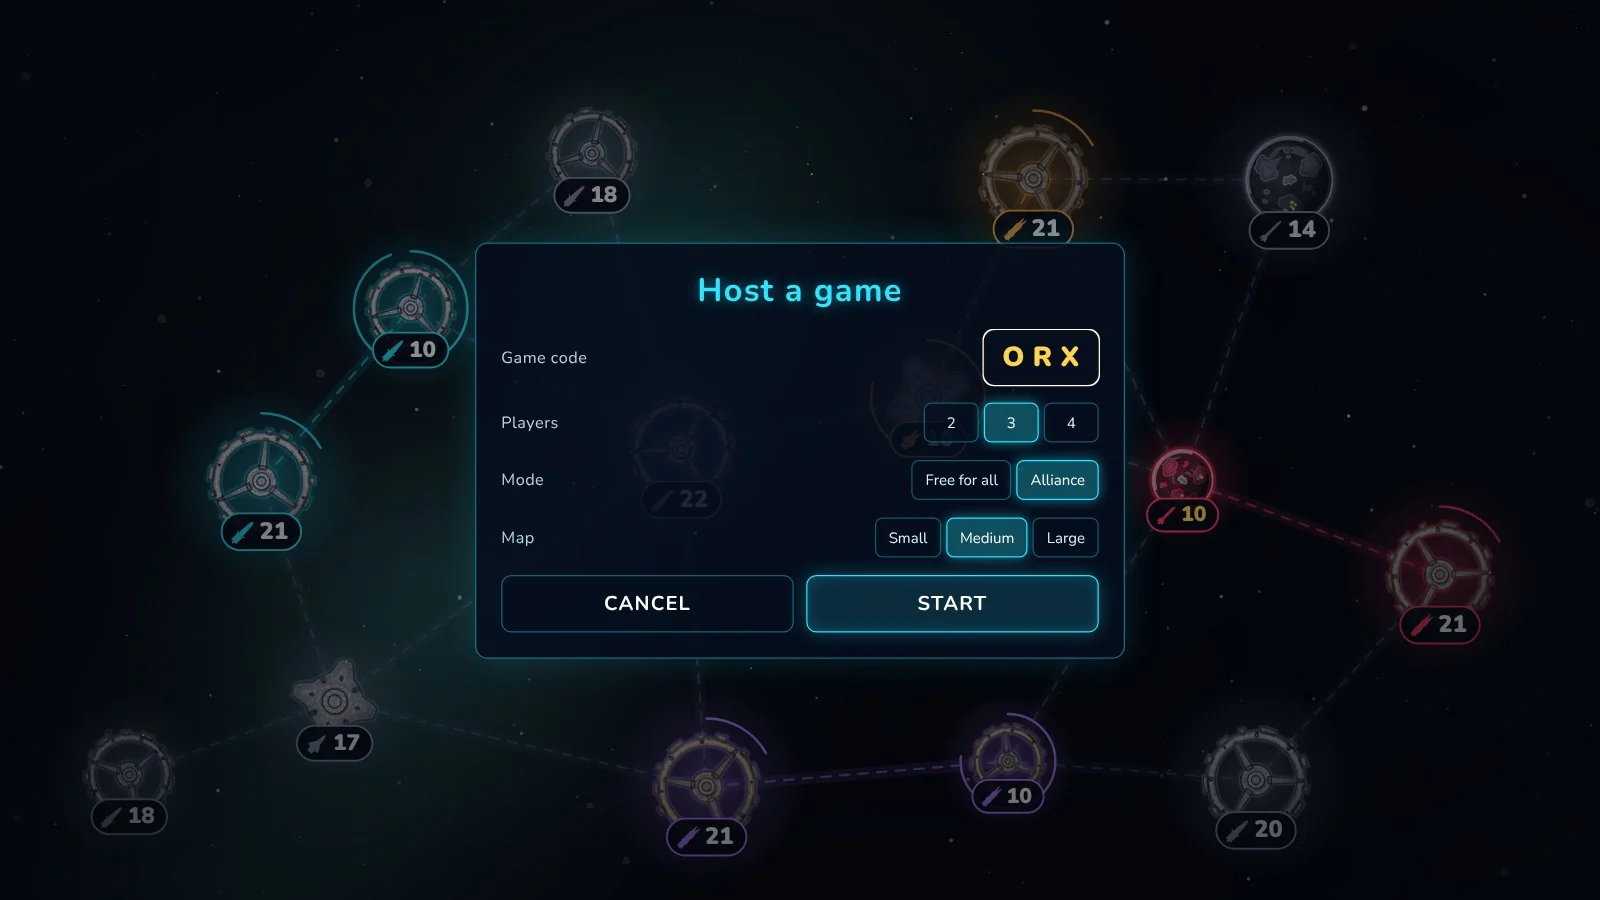 18
21
14
10
Host a game
Game code
ORX
Players
2 3 4
Mode
Free for all Alliance
Map
Small Medium Large
CANCEL START
22
10
21
21
17
18
21
10
20